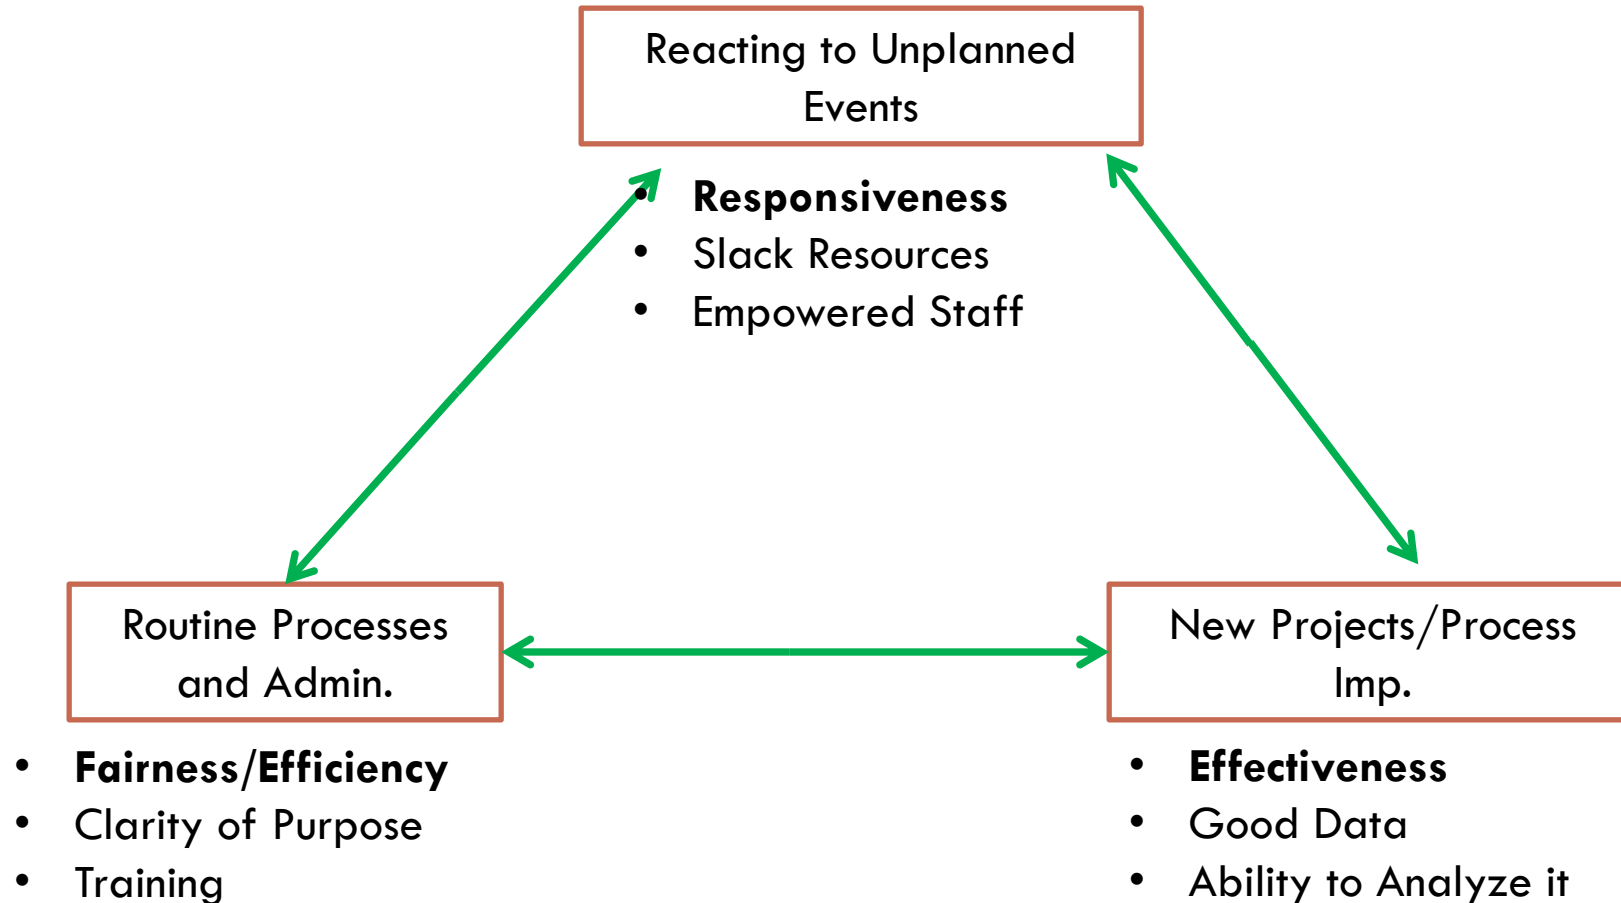 Reacting to Unplanned
Events
• Responsiveness
• Slack Resources
• Empowered Staff
Routine Processes
and Admin.
• Fairness/Efficiency
• Clarity of Purpose
• Training
New Projects/Process
Imp.
• Effectiveness
• Good Data
• Ability to Analyze it